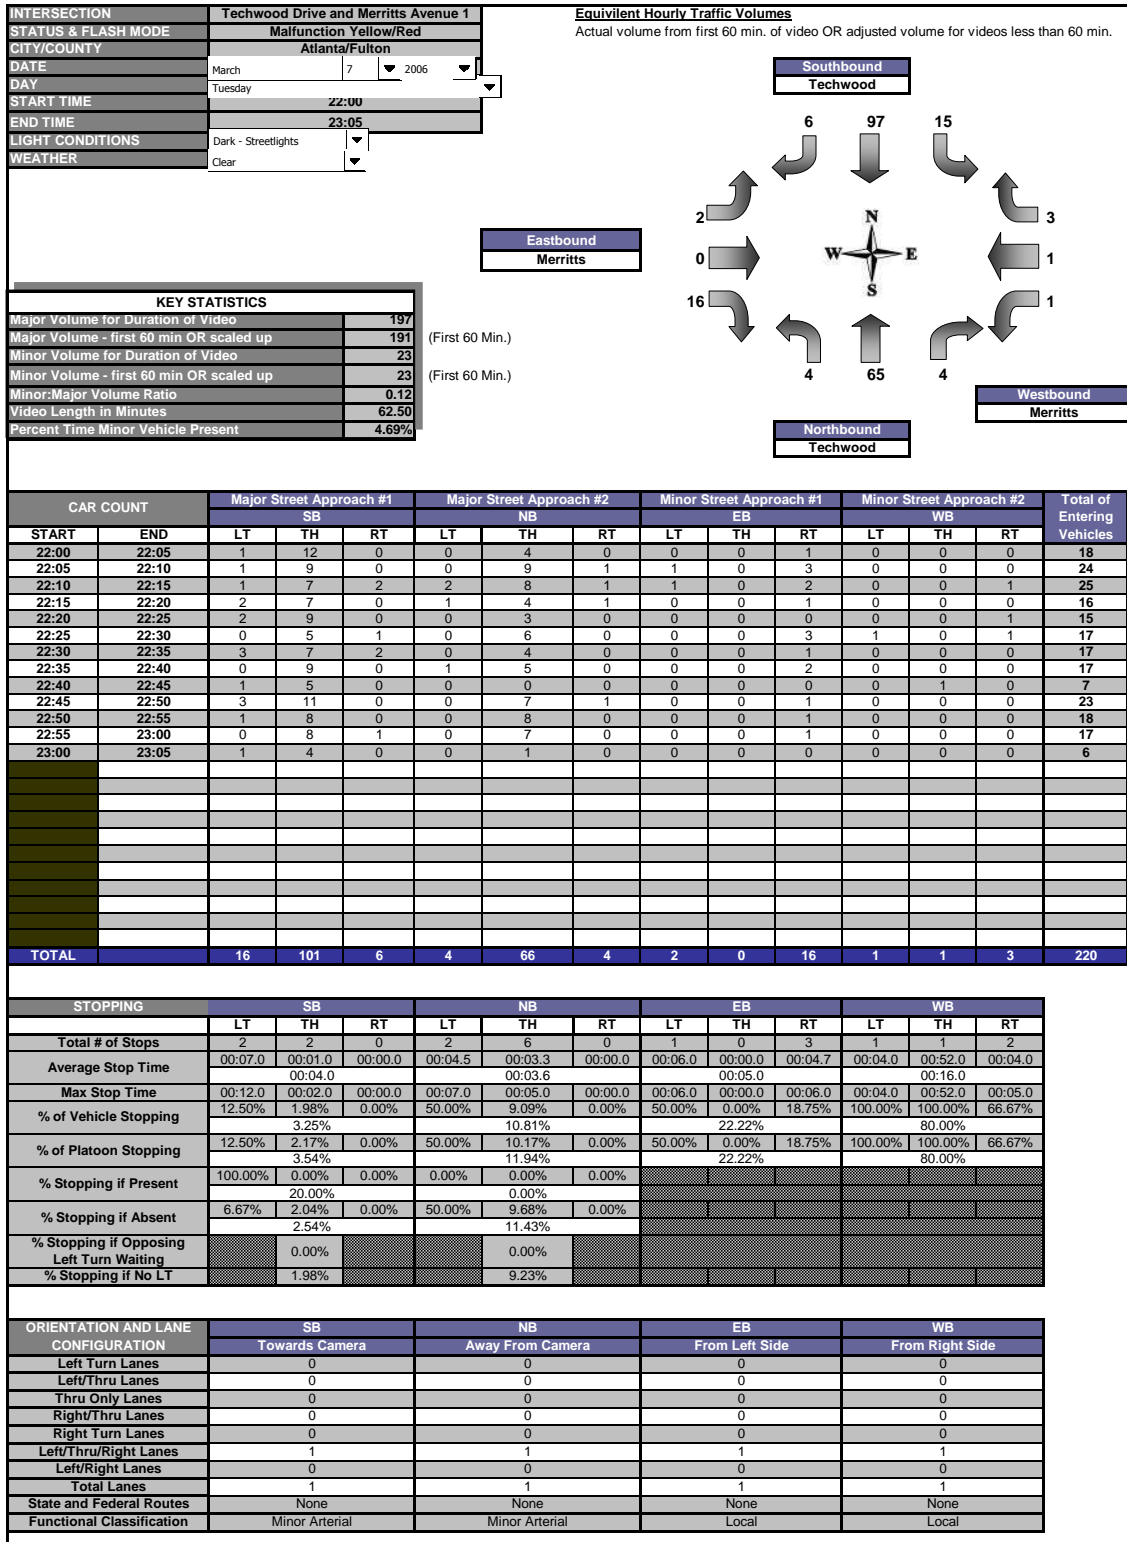 INTERSECTION Techwood Drive and Merritts Avenue 1
STATUS & FLASH MODE Malfunction Yellow/Red
CITY/COUNTY Atlanta/Fulton
DATE March 7 2006
DAY Tuesday
START TIME 22:00
END TIME 23:05
LIGHT CONDITIONS Dark - Streetlights
WEATHER Clear
Equivilent Hourly Traffic Volumes
Actual volume from first 60 min. of video OR adjusted volume for videos less than 60 min.
Southbound
Techwood
6 97 15
2 3
N
Eastbound
Merritts
0 W E 1
S
16 1
4 65 4
Westbound
Merritts
Northbound
Techwood
KEY STATISTICS
Major Volume for Duration of Video 197
Major Volume - first 60 min OR scaled up 191 (First 60 Min.)
Minor Volume for Duration of Video 23
Minor Volume - first 60 min OR scaled up 23 (First 60 Min.)
Minor:Major Volume Ratio 0.12
Video Length in Minutes 62.50
Percent Time Minor Vehicle Present 4.69%
CAR COUNT Major Street Approach #1 Major Street Approach #2 Minor Street Approach #1 Minor Street Approach #2 Total of
SB NB EB WB Entering
START END LT TH RT LT TH RT LT TH RT LT TH RT Vehicles
22:00 22:05 1 12 0 0 4 0 0 0 1 0 0 0 18
22:05 22:10 1 9 0 0 9 1 1 0 3 0 0 0 24
22:10 22:15 1 7 2 2 8 1 1 0 2 0 0 1 25
22:15 22:20 2 7 0 1 4 1 0 0 1 0 0 0 16
22:20 22:25 2 9 0 0 3 0 0 0 0 0 0 1 15
22:25 22:30 0 5 1 0 6 0 0 0 3 1 0 1 17
22:30 22:35 3 7 2 0 4 0 0 0 1 0 0 0 17
22:35 22:40 0 9 0 1 5 0 0 0 2 0 0 0 17
22:40 22:45 1 5 0 0 0 0 0 0 0 0 1 0 7
22:45 22:50 3 11 0 0 7 1 0 0 1 0 0 0 23
22:50 22:55 1 8 0 0 8 0 0 0 1 0 0 0 18
22:55 23:00 0 8 1 0 7 0 0 0 1 0 0 0 17
23:00 23:05 1 4 0 0 1 0 0 0 0 0 0 0 6
TOTAL 16 101 6 4 66 4 2 0 16 1 1 3 220
STOPPING SB NB EB WB
LT TH RT LT TH RT LT TH RT LT TH RT
Total # of Stops 2 2 0 2 6 0 1 0 3 1 1 2
Average Stop Time 00:07.0 00:01.0 00:00.0 00:04.5 00:03.3 00:00.0 00:06.0 00:00.0 00:04.7 00:04.0 00:52.0 00:04.0
00:04.0 00:03.6 00:05.0 00:16.0
Max Stop Time 00:12.0 00:02.0 00:00.0 00:07.0 00:05.0 00:00.0 00:06.0 00:00.0 00:06.0 00:04.0 00:52.0 00:05.0
% of Vehicle Stopping 12.50% 1.98% 0.00% 50.00% 9.09% 0.00% 50.00% 0.00% 18.75% 100.00% 100.00% 66.67%
3.25% 10.81% 22.22% 80.00%
% of Platoon Stopping 12.50% 2.17% 0.00% 50.00% 10.17% 0.00% 50.00% 0.00% 18.75% 100.00% 100.00% 66.67%
3.54% 11.94% 22.22% 80.00%
% Stopping if Present 100.00% 0.00% 0.00% 0.00% 0.00% 0.00%
20.00% 0.00%
% Stopping if Absent 6.67% 2.04% 0.00% 50.00% 9.68% 0.00%
2.54% 11.43%
% Stopping if Opposing
Left Turn Waiting 0.00% 0.00%
% Stopping if No LT 1.98% 9.23%
ORIENTATION AND LANE SB NB EB WB
CONFIGURATION Towards Camera Away From Camera From Left Side From Right Side
Left Turn Lanes 0 0 0 0
Left/Thru Lanes 0 0 0 0
Thru Only Lanes 0 0 0 0
Right/Thru Lanes 0 0 0 0
Right Turn Lanes 0 0 0 0
Left/Thru/Right Lanes 1 1 1 1
Left/Right Lanes 0 0 0 0
Total Lanes 1 1 1 1
State and Federal Routes None None None None
Functional Classification Minor Arterial Minor Arterial Local Local